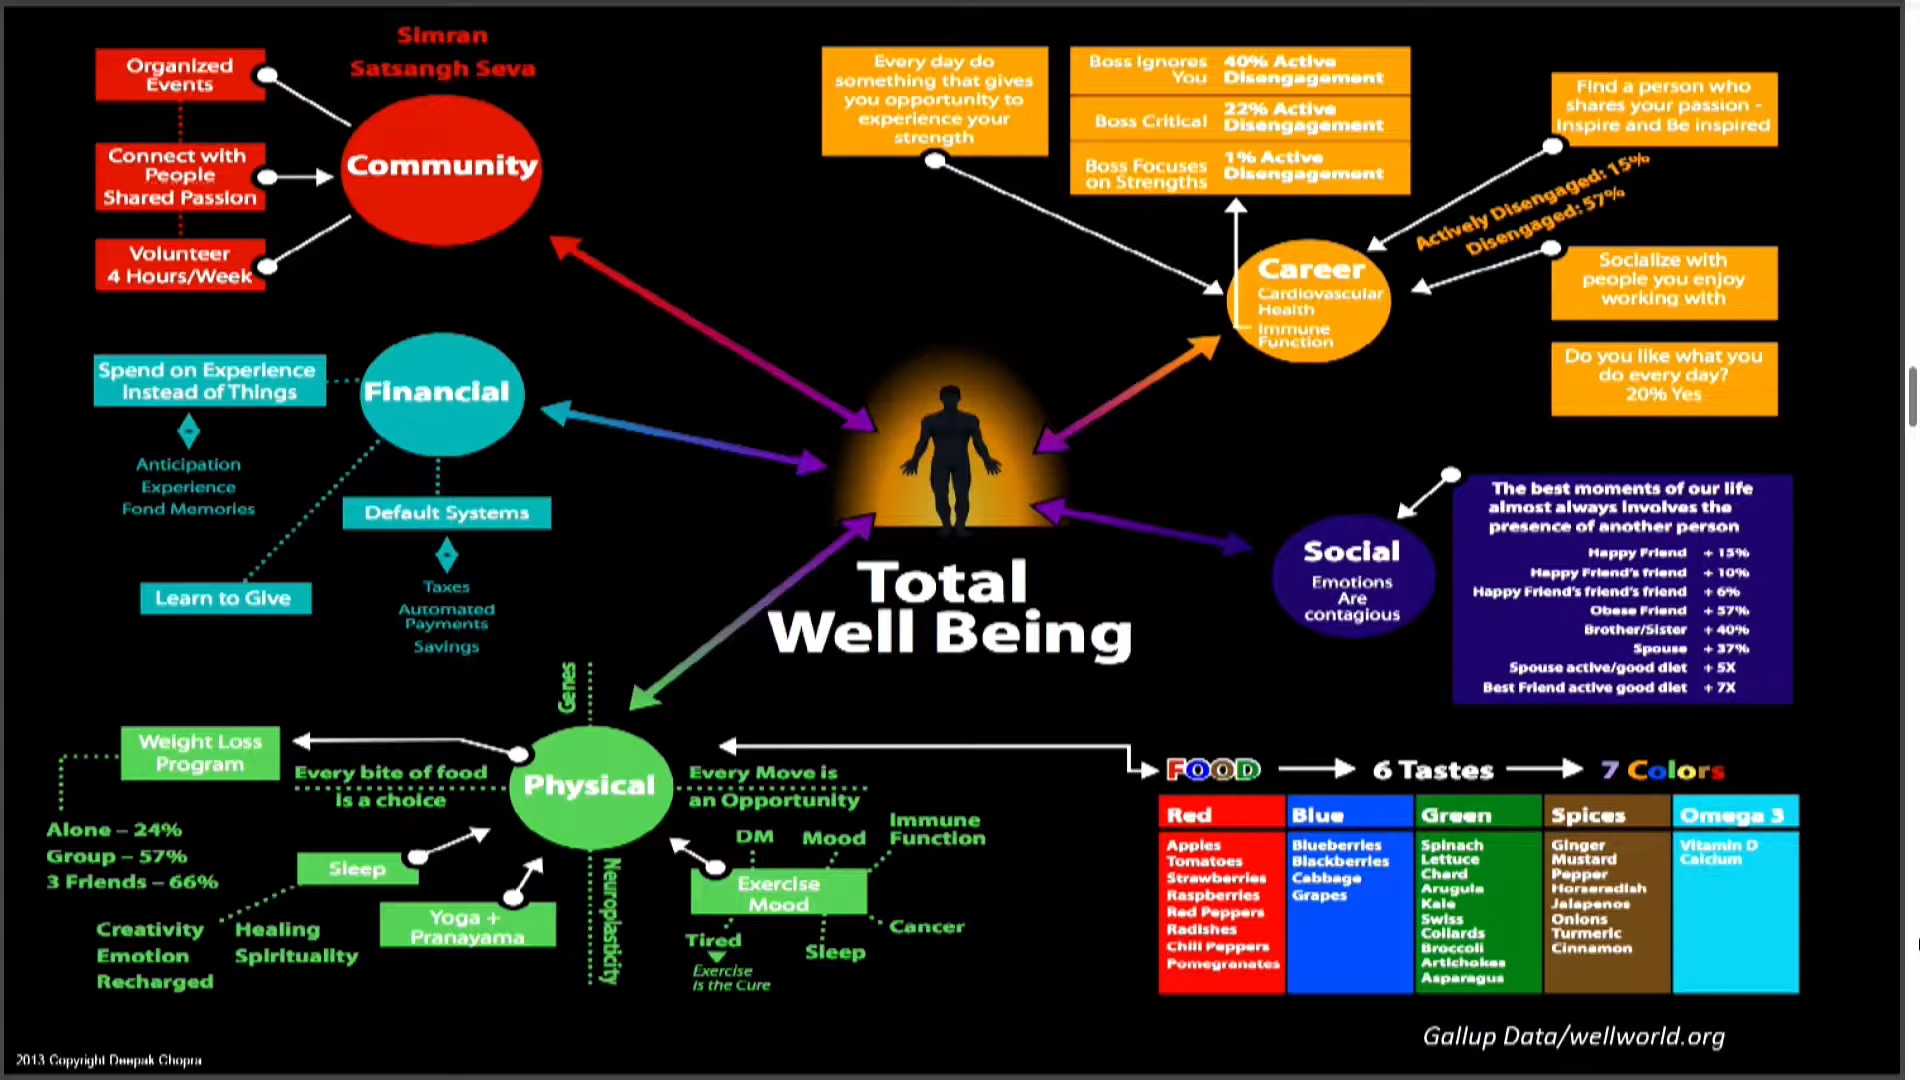 Simran
Satsangh Seva
Organized
Events
Connect with
People
Shared Passion
Volunteer
4 Hours/Week
Community
Every day do
something that gives
you opportunity to
experience your
strength
Boss Ignores You 40% Active Disengagement
Boss Critical 22% Active Disengagement
Boss Focuses on Strengths 1% Active Disengagement
Find a person who
shares your passion -
Inspire and Be inspired
Actively Disengaged: 15%
Disengaged: 57%
Career
Cardiovascular
Health
Immune
Function
Socialize with
people you enjoy
working with
Do you like what you
do every day?
20% Yes
Spend on Experience
Instead of Things
Financial
Anticipation
Experience
Fond Memories
Default Systems
Learn to Give
Taxes
Automated
Payments
Savings
Total
Well Being
Social
Emotions
Are
contagious
The best moments of our life
almost always involves the
presence of another person
Happy Friend + 15%
Happy Friend's friend + 10%
Happy Friend's friend's friend + 6%
Obese Friend + 57%
Brother/Sister + 40%
Spouse + 37%
Spouse active/good diet + 5X
Best Friend active good diet + 7X
Genes
Weight Loss
Program
Every bite of food
is a choice
Physical
Every Move is
an Opportunity
Alone – 24%
Group – 57%
3 Friends – 66%
Sleep
Creativity
Emotion
Recharged
Healing
Spirituality
Yoga +
Pranayama
Neuroplasticity
DM
Mood
Immune
Function
Exercise
Mood
Tired
Exercise
is the Cure
Sleep
Cancer
FOOD 6 Tastes 7 Colors
Red
Apples
Tomatoes
Strawberries
Raspberries
Red Peppers
Radishes
Chili Peppers
Pomegranates
Blue
Blueberries
Blackberries
Cabbage
Grapes
Green
Spinach
Lettuce
Chard
Arugula
Kale
Swiss
Collards
Broccoli
Artichokes
Asparagus
Spices
Ginger
Mustard
Pepper
Horseradish
Jalapenos
Onions
Turmeric
Cinnamon
Omega 3
Vitamin D
Calcium
Gallup Data/wellworld.org
2013 Copyright Deepak Chopra